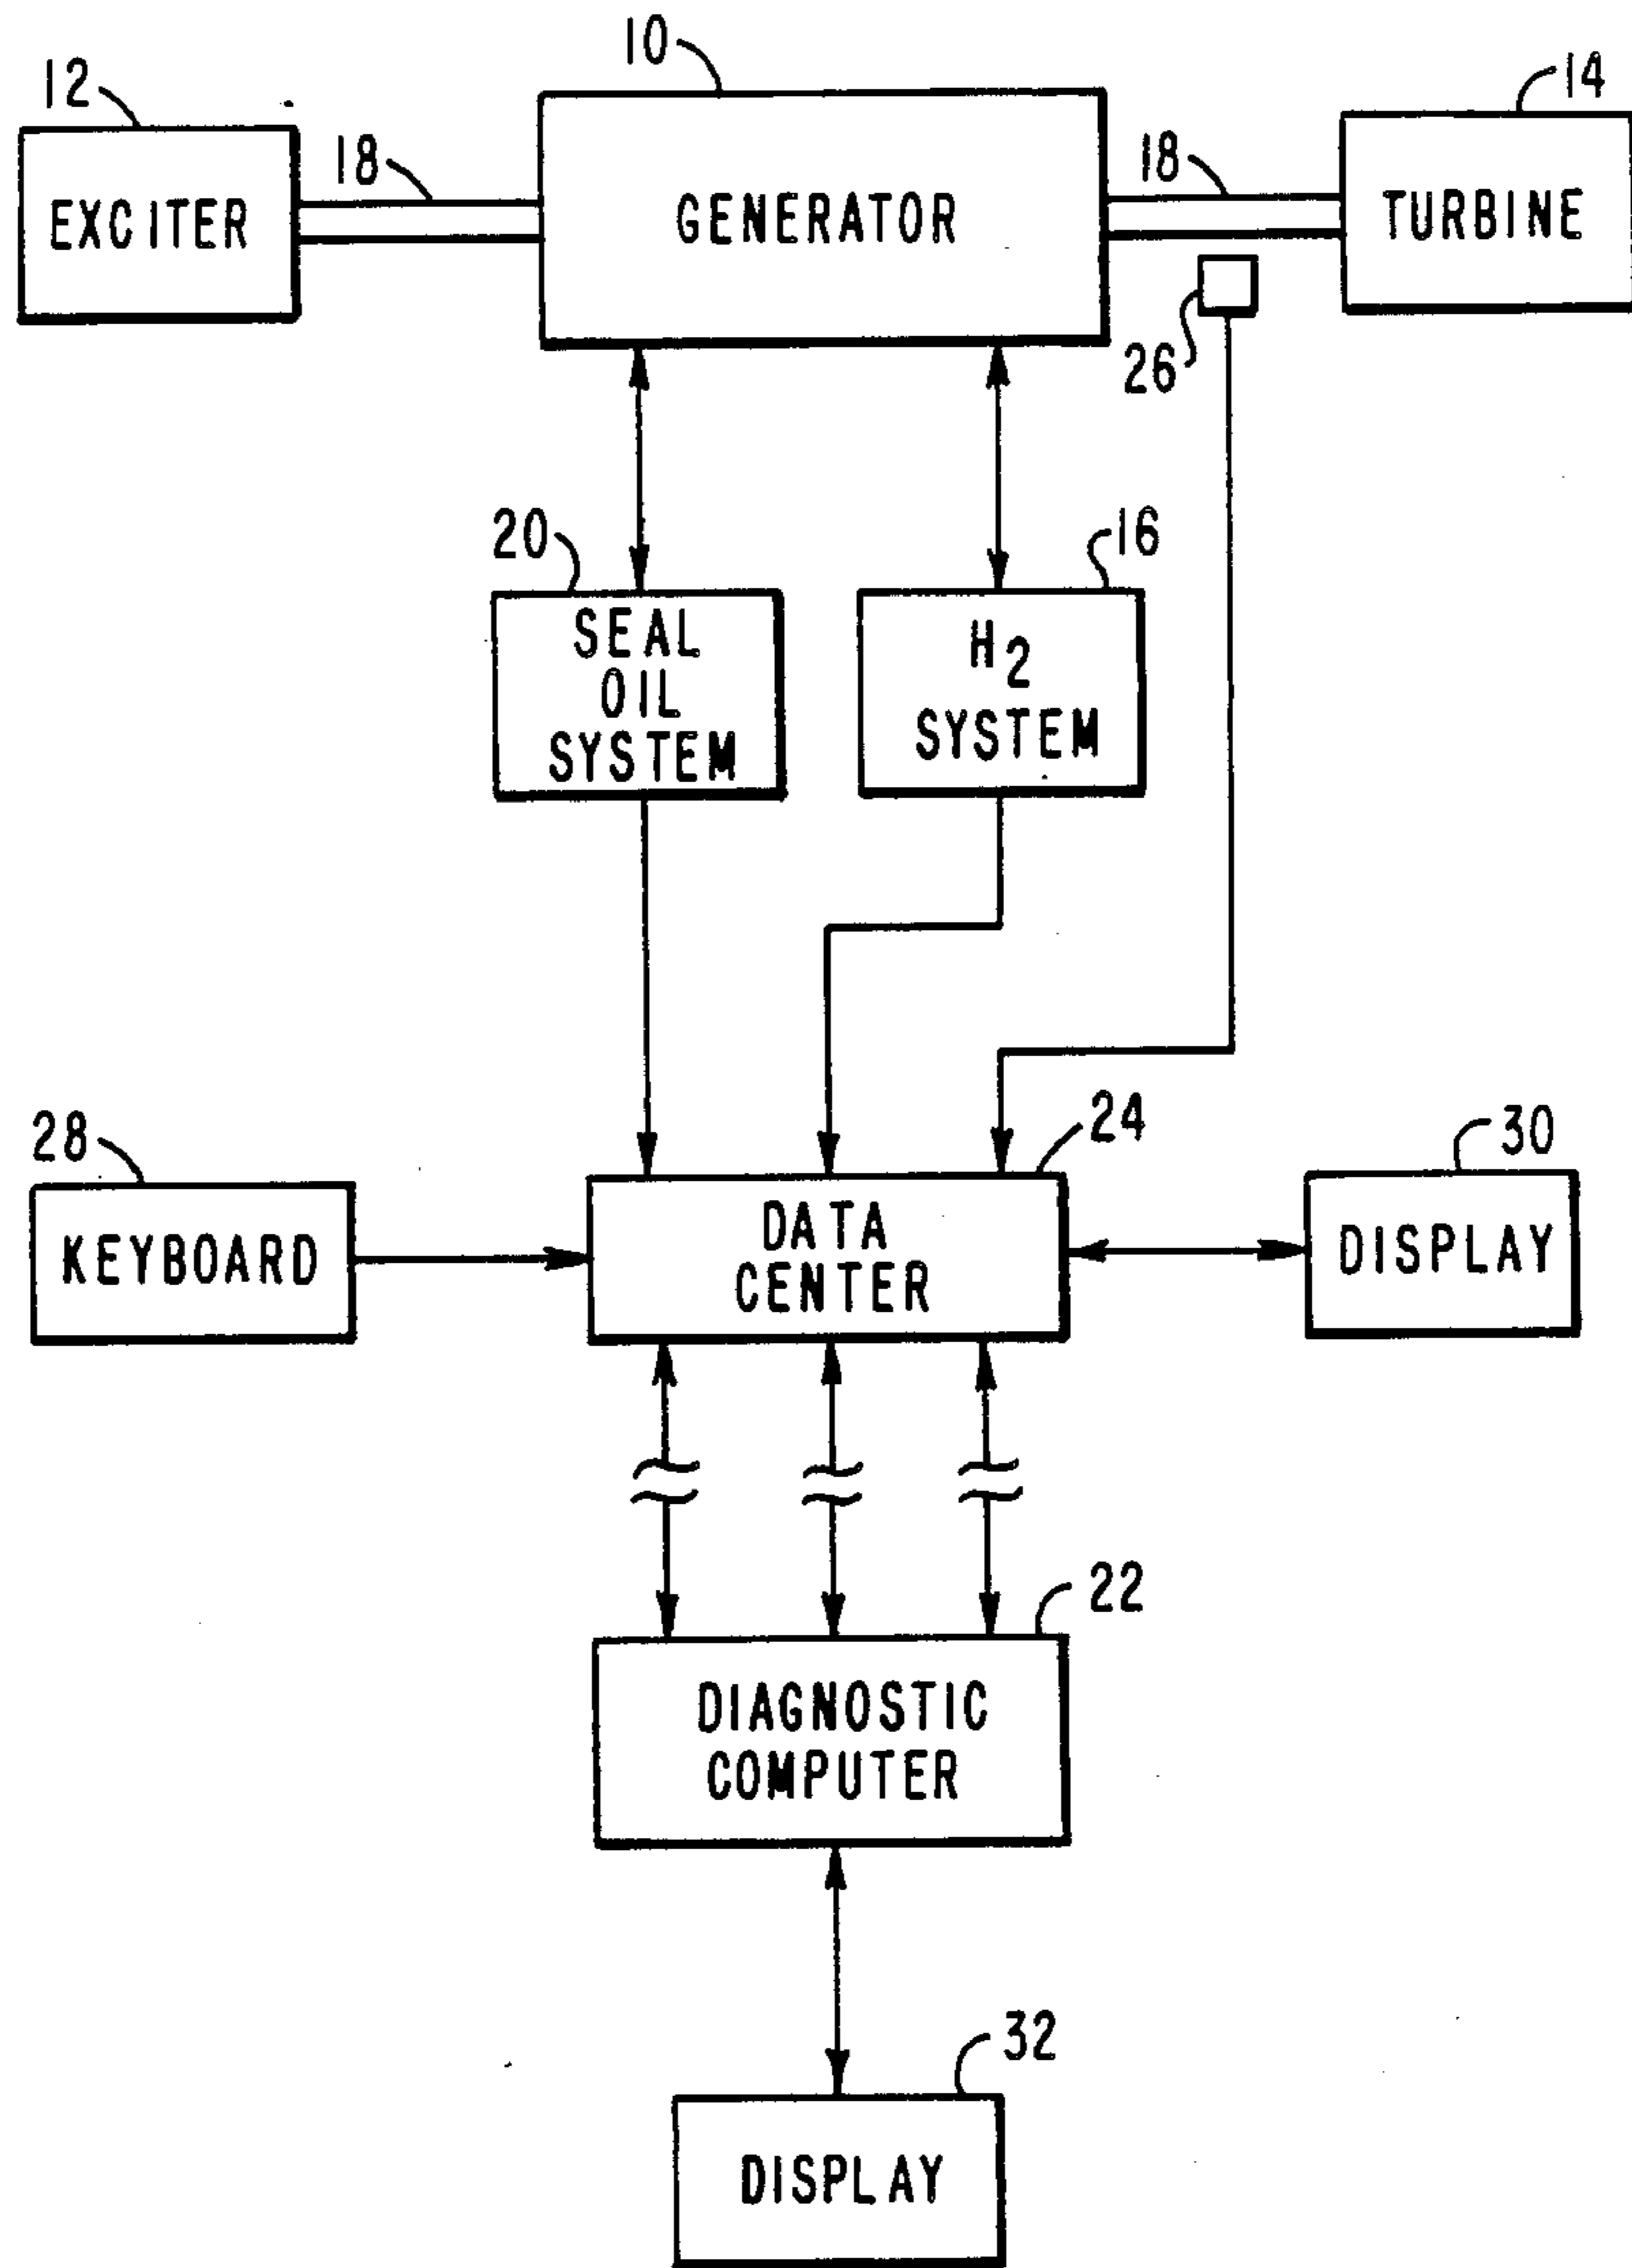 10
12
14
18
18
EXCITER
GENERATOR
TURBINE
26
20
16
SEAL
OIL
SYSTEM
H2
SYSTEM
28
24
30
KEYBOARD
DATA
CENTER
DISPLAY
22
DIAGNOSTIC
COMPUTER
32
DISPLAY